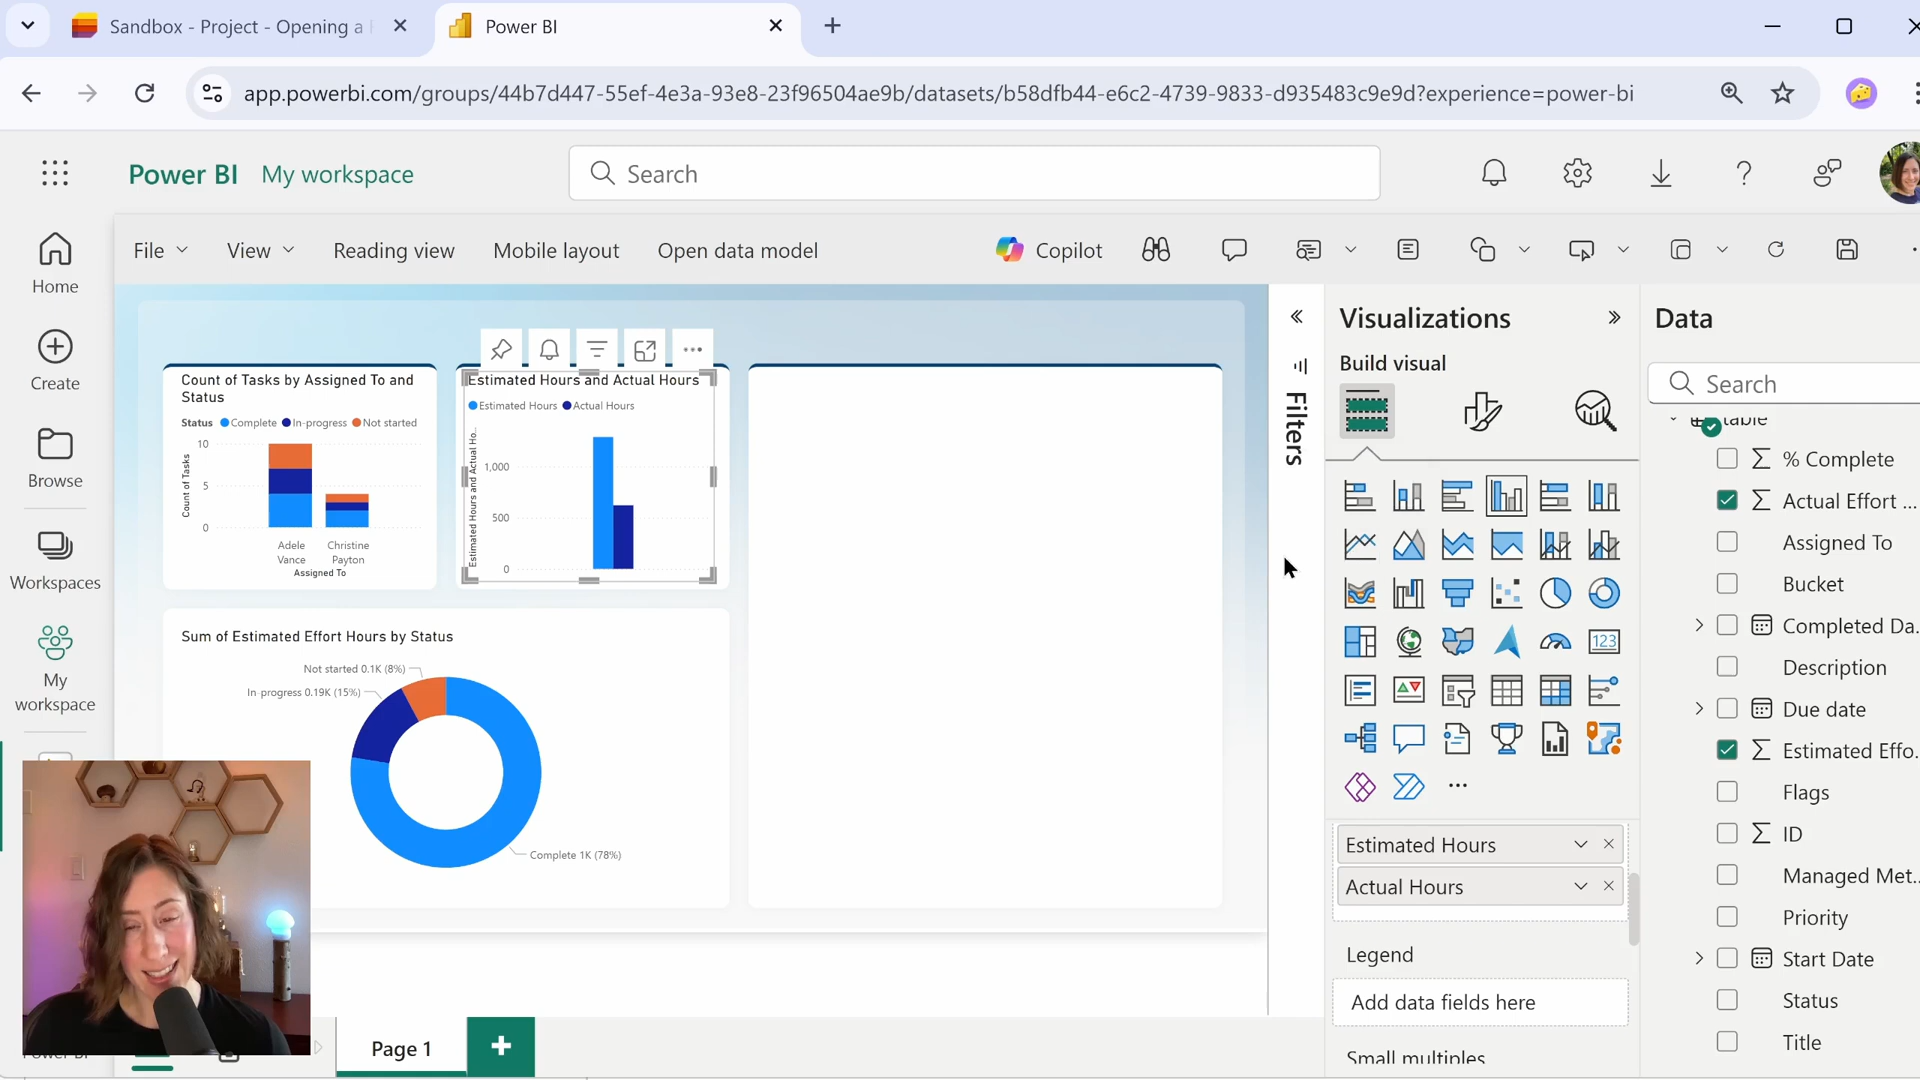 Sandbox - Project - Opening a
Power BI
app.powerbi.com/groups/44b7d447-55ef-4e3a-93e8-23f96504ae9b/datasets/b58dfb44-e6c2-4739-9833-d935483c9e9d?experience=power-bi
Power BI My workspace
Search
File
View
Reading view
Mobile layout
Open data model
Copilot
Home
Create
Browse
Workspaces
My
workspace
Count of Tasks by Assigned To and
Status
Status Complete In-progress Not started
Count of Tasks
10
5
0
Adele
Vance
Christine
Payton
Assigned To
Estimated Hours and Actual Hours
Estimated Hours Actual Hours
Estimated Hours and Actual Ho...
1,000
500
0
Sum of Estimated Effort Hours by Status
Not started 0.1K (8%)
In-progress 0.19K (15%)
Complete 1K (78%)
Page 1
Filters
Visualizations
Build visual
123
Estimated Hours
Actual Hours
Legend
Add data fields here
Small multiples
Data
Search
table
% Complete
Actual Effort ...
Assigned To
Bucket
Completed Da...
Description
Due date
Estimated Effo...
Flags
ID
Managed Met...
Priority
Start Date
Status
Title